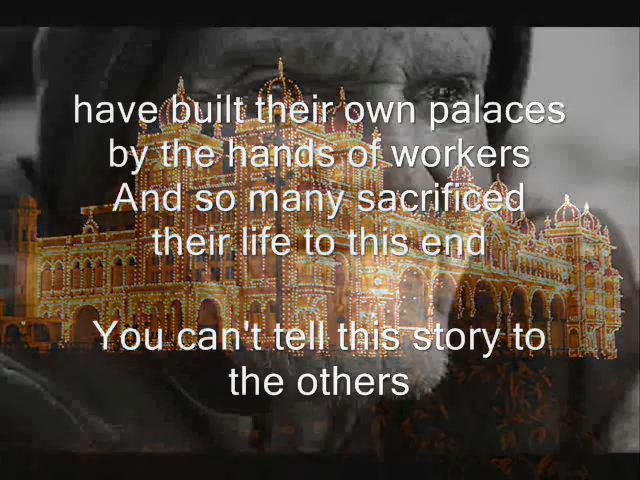 have built their own palaces
by the hands of workers
And so many sacrificed
their life to this end
You can't tell this story to
the others